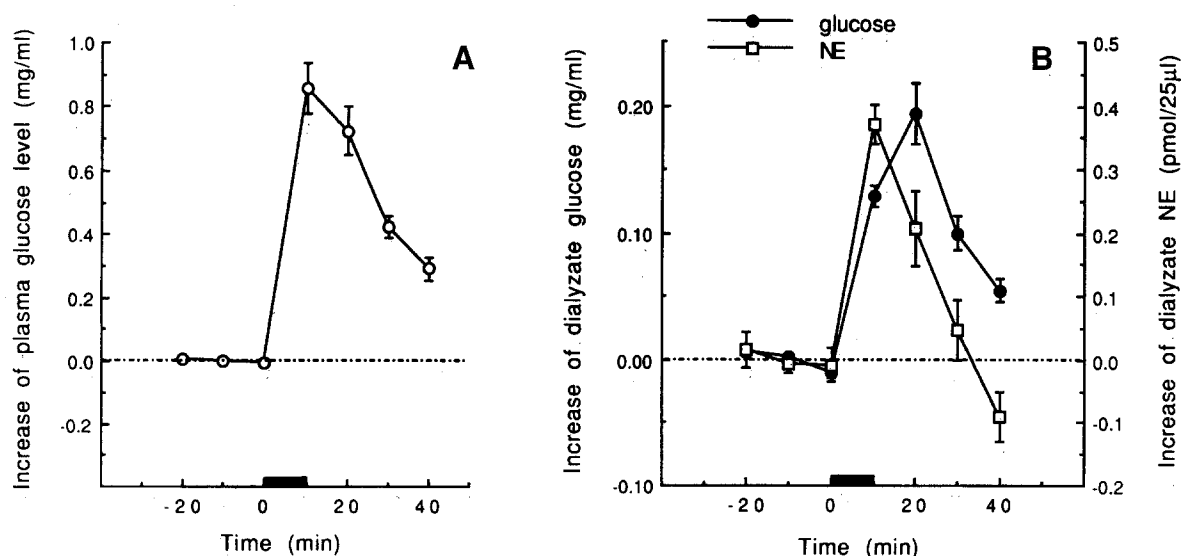 glucose
NE
A
B
Increase of plasma glucose level (mg/ml)
1.0
0.8
0.6
0.4
0.2
0.0
-0.2
-20 0 20 40
Time (min)
Increase of dialyzate glucose (mg/ml)
0.20
0.10
0.00
-0.10
-20 0 20 40
Time (min)
0.5
0.4
0.3
0.2
0.1
0.0
-0.1
-0.2
Increase of dialyzate NE (pmol/25µl)